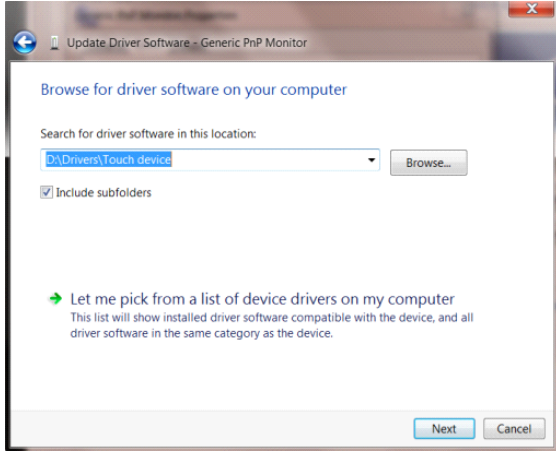 Update Driver Software - Generic PnP Monitor
Browse for driver software on your computer
Search for driver software in this location:
D:\Drivers\Touch device
Browse...
Include subfolders
Let me pick from a list of device drivers on my computer
This list will show installed driver software compatible with the device, and all
driver software in the same category as the device.
Next
Cancel